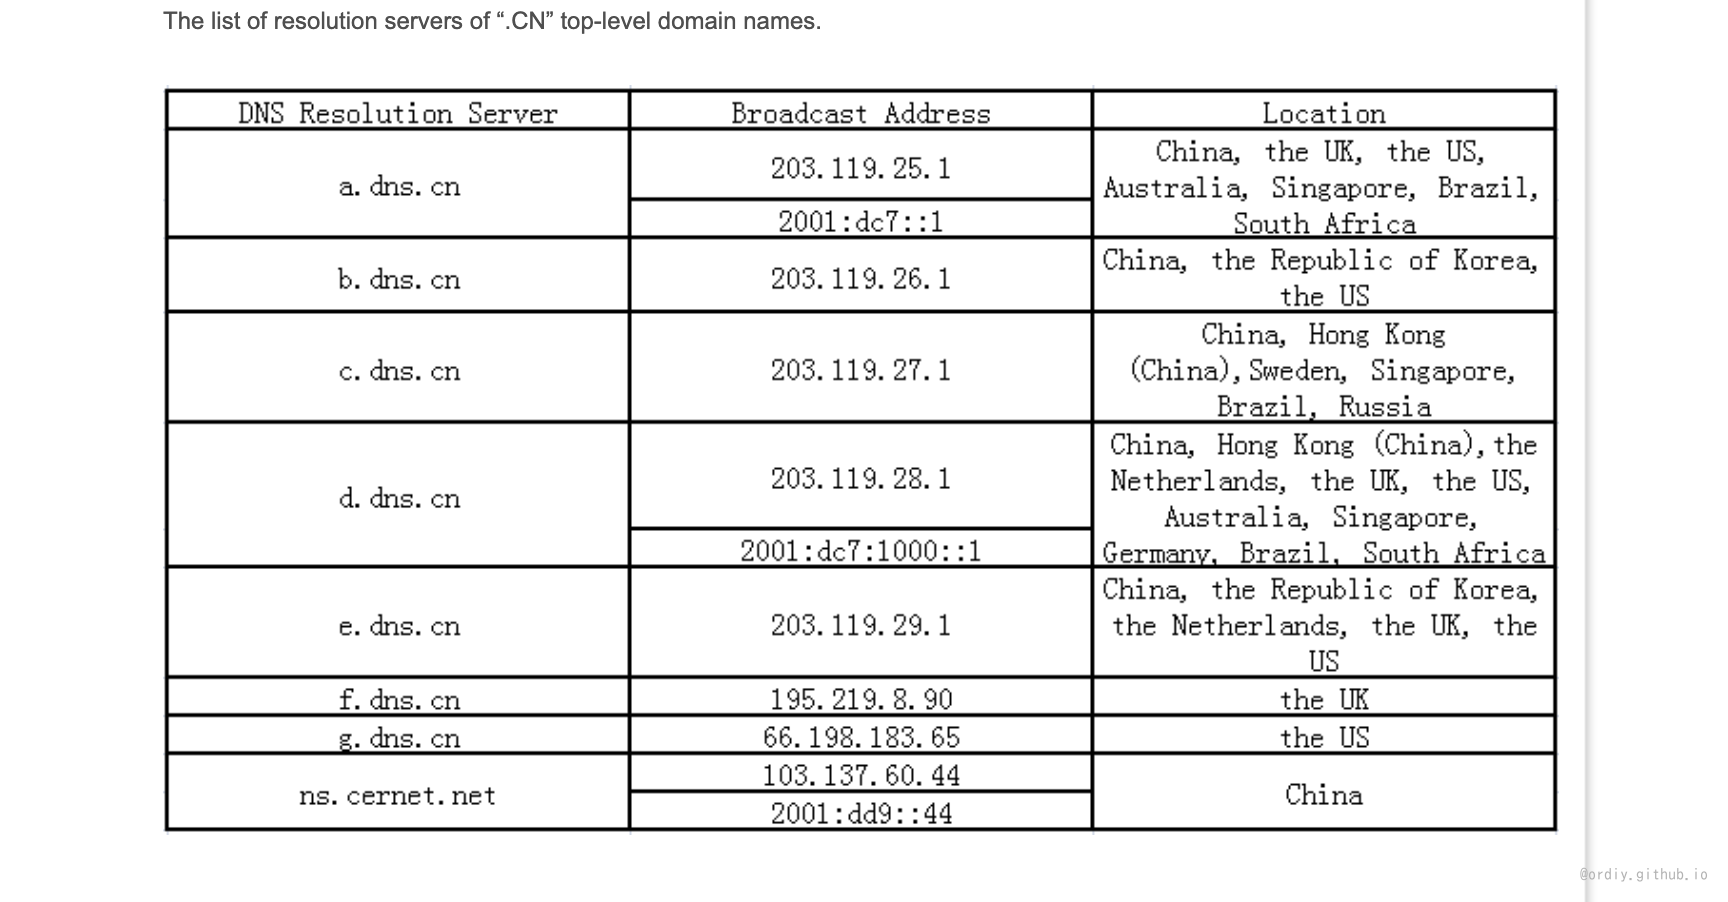 The list of resolution servers of “.CN” top-level domain names.
DNS Resolution Server Broadcast Address Location
a.dns.cn
203.119.25.1
2001:dc7::1
China, the UK, the US,
Australia, Singapore, Brazil,
South Africa
b.dns.cn
203.119.26.1
China, the Republic of Korea,
the US
c.dns.cn
203.119.27.1
China, Hong Kong
(China),Sweden, Singapore,
Brazil, Russia
d.dns.cn
203.119.28.1
2001:dc7:1000::1
China, Hong Kong (China),the
Netherlands, the UK, the US,
Australia, Singapore,
Germany, Brazil, South Africa
e.dns.cn
203.119.29.1
China, the Republic of Korea,
the Netherlands, the UK, the
US
f.dns.cn 195.219.8.90 the UK
g.dns.cn 66.198.183.65 the US
ns.cernet.net
103.137.60.44
2001:dd9::44
China
@ordiy.github.io